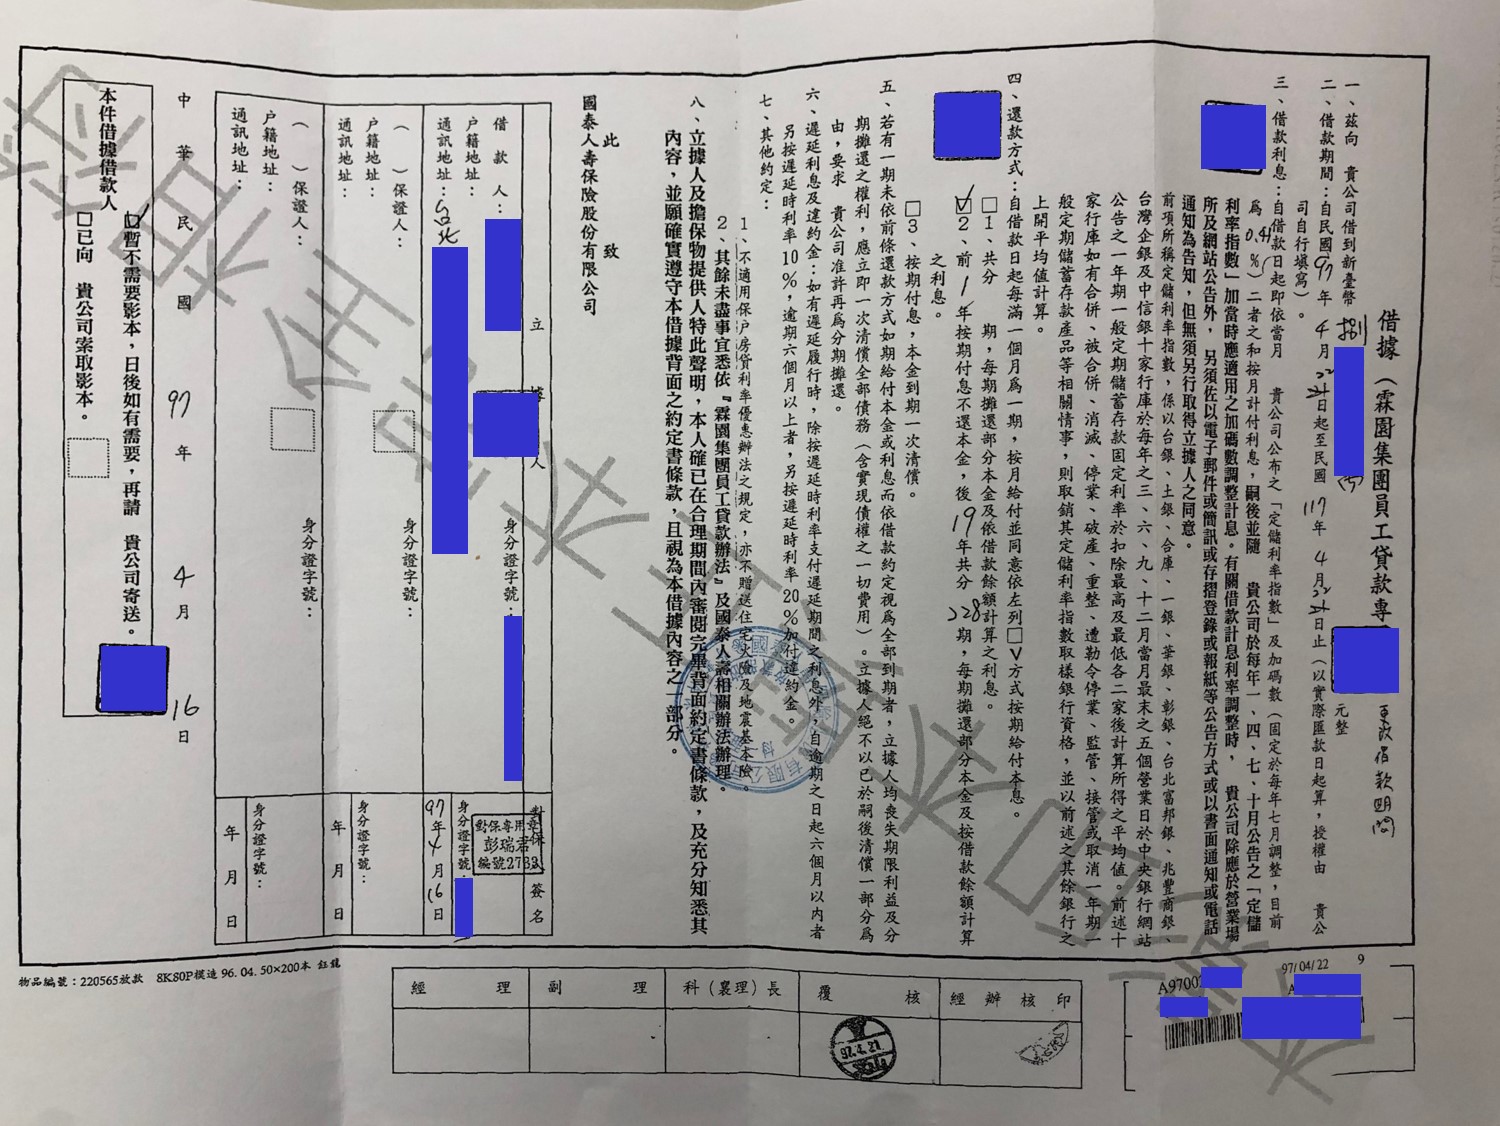 借據（霖園集團員工貸款專
一、茲向　貴公司借到新臺幣　捌　元整
二、借款期間：自民國97年4月22日起至民國117年4月22日止（以實際匯款日起算，授權由　貴公
司自行填寫）。
三、借款利息：自借款日起即依當月　貴公司公布之「定儲利率指數」及加碼數（固定於每年七月調整，目前
為0.41％）二者之和按月計付利息，嗣後並隨　貴公司於每年一、四、七、十月公告之「定儲
利率指數」加當時應適用之加碼數調整計息。有關借款計息利率調整時，　貴公司除應於營業場
所及網站公告外，另須佐以電子郵件或簡訊或存摺登錄或報紙等公告方式或以書面通知或電話
通知為告知，但無須另行取得立據人之同意。
前項所稱定儲利率指數，係以台銀、土銀、合庫、一銀、華銀、彰銀、台北富邦銀、兆豐商銀、
台灣企銀及中信銀十家行庫於每年之三、六、九、十二月當月最末之五個營業日於中央銀行網站
公告之一年期一般定期儲蓄存款固定利率於扣除最高及最低各二家後計算所得之平均值。前述十
家行庫如有合併、被合併、消滅、停業、破產、重整、遭勒令停業、監管、接管或取消一年期一
般定期儲蓄存款產品等相關情事，則取銷其定儲利率指數取樣銀行資格，並以前述之其餘銀行之
上開平均值計算。
四、還款方式：自借款日起每滿一個月為一期，按月給付並同意依左列□V方式按期給付本息。
□1、共分　期，每期攤還部分本金及依借款餘額計算之利息。
☑2、前1年按期付息不還本金，後19年共分228期，每期攤還部分本金及按借款餘額計算
之利息。
□3、按期付息，本金到期一次清償。
五、若有一期未依前條還款方式如期給付本金或利息而依借款約定視為全部到期者，立據人均喪失期限利益及分
期攤還之權利，應立即一次清償全部債務（含實現債權之一切費用）。立據人絕不以已於嗣後清償一部分為
由，要求　貴公司准許再為分期攤還。
六、遲延利息及違約金：如有遲延履行時，除按遲延時利率支付遲延期間之利息外，自逾期之日起六個月以內者
另按遲延時利率10％，逾期六個月以上者，另按遲延時利率20％加付違約金。
七、其他約定：
1、不適用保戶房貸利率優惠辦法之規定，亦不贈送住宅火險及地震基本險。
2、其餘未盡事宜悉依『霖園集團員工貸款辦法』及國泰人壽相關辦法辦理。
八、立據人及擔保物提供人特此聲明，本人確已在合理期間內審閱完畢背面約定書條款，及充分知悉其
內容，並願確實遵守本借據背面之約定書條款，且視為本借據內容之一部分。
此　致
國泰人壽保險股份有限公司
立　據　人
對保人簽名
借　款　人：
身分證字號：
對保專用章
彭瑞君
編號2732
戶籍地址：
身分證字號：
通訊地址：台北
97年4月16日
（　）保證人：
身分證字號：
戶籍地址：
身分證字號：
通訊地址：
年　月　日
（　）保證人：
身分證字號：
戶籍地址：
身分證字號：
通訊地址：
年　月　日
中　華　民　國　97　年　4　月　16　日
本件借據借款人
☑暫不需要影本，日後如有需要，再請　貴公司寄送。
□已向　貴公司索取影本。
物品編號：220565放款　8K80P模造 96.04.50×200本 鈺龍
經　理
副　理
科（襄理）長
覆　核
經辦核印
97.4.21.
97/04/22
9
A9700
A